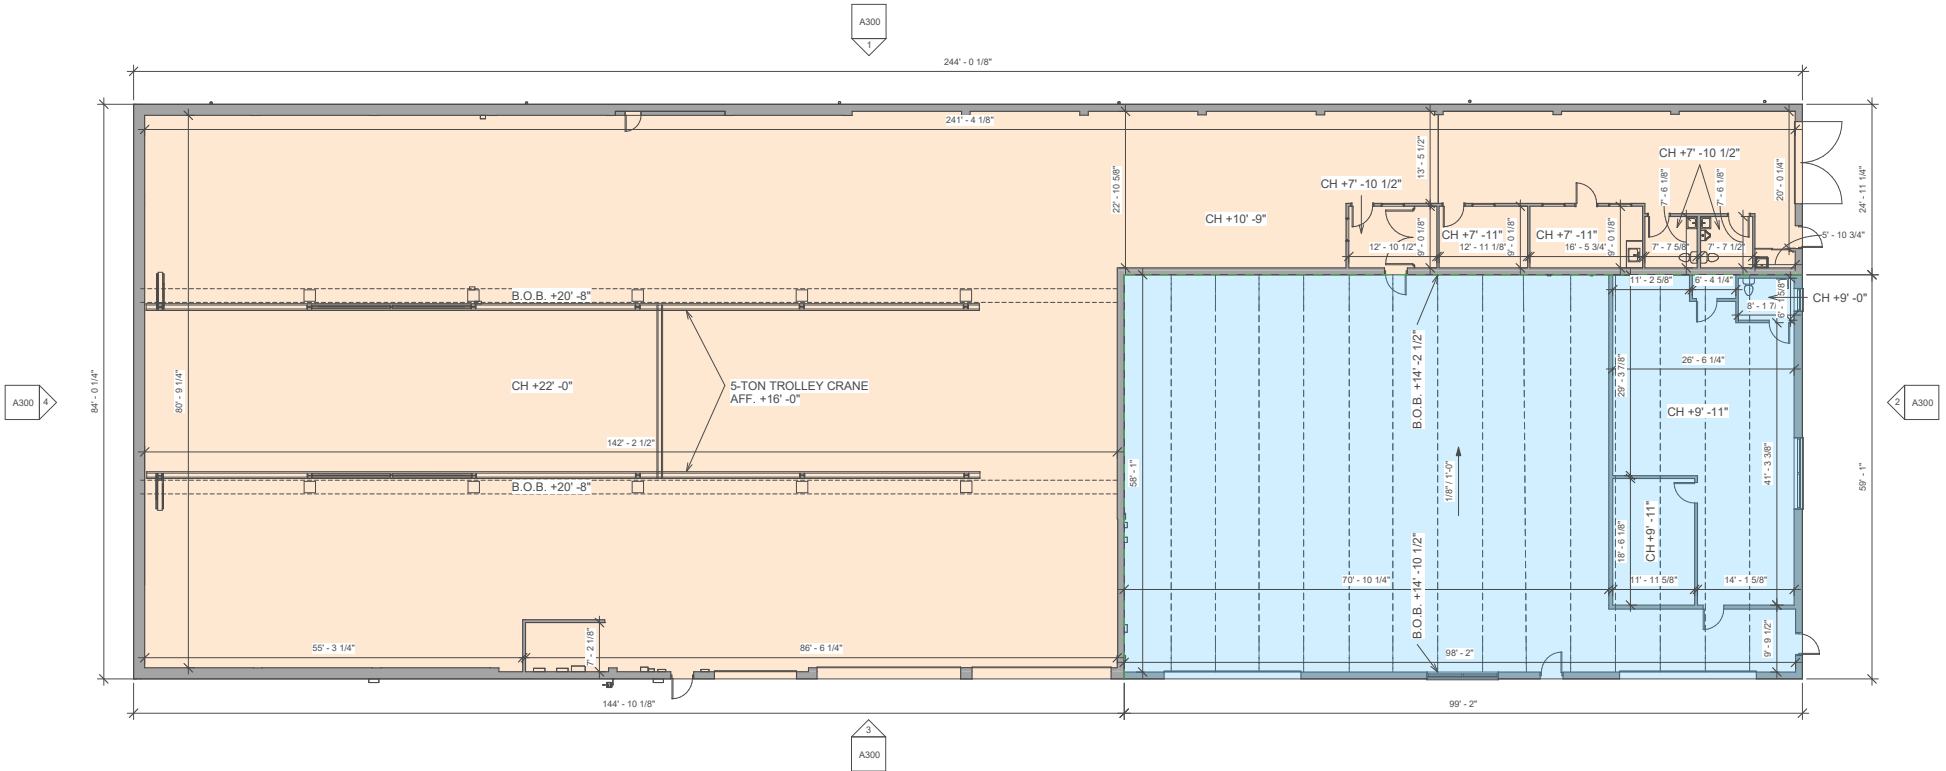 A300
1
244' - 0 1/8"
241' - 4 1/8"
CH +7' -10 1/2"
CH +7' -10 1/2"
13' - 5 1/2"
22' - 10 5/8"
7' - 6 1/8"
7' - 6 1/8"
20' - 0 1/4"
24' - 11 1/4"
CH +10' -9"
CH +7' -11"
CH +7' -11"
9' - 0 1/8"
9' - 0 1/8"
9' - 0 1/8"
5' - 10 3/4"
12' - 10 1/2"
12' - 11 1/8"
16' - 5 3/4"
7' - 7 5/8"
7' - 7 1/2"
11' - 2 5/8"
6' - 4 1/4"
6' - 1 5/8"
8' - 1 7/
CH +9' -0"
B.O.B. +20' -8"
84' - 0 1/4"
80' - 9 1/4"
A300
4
CH +22' -0"
5-TON TROLLEY CRANE
AFF. +16' -0"
B.O.B. +14' -2 1/2"
29' - 3 7/8"
26' - 6 1/4"
CH +9' -11"
2
A300
142' - 2 1/2"
B.O.B. +20' -8"
58' - 1"
1/8" / 1'-0"
41' - 3 3/8"
59' - 1"
18' - 6 1/8"
CH +9' -11"
B.O.B. +14' -10 1/2"
70' - 10 1/4"
11' - 11 5/8"
14' - 1 5/8"
55' - 3 1/4"
7' - 2 1/8"
86' - 6 1/4"
98' - 2"
9' - 9 1/2"
144' - 10 1/8"
99' - 2"
3
A300